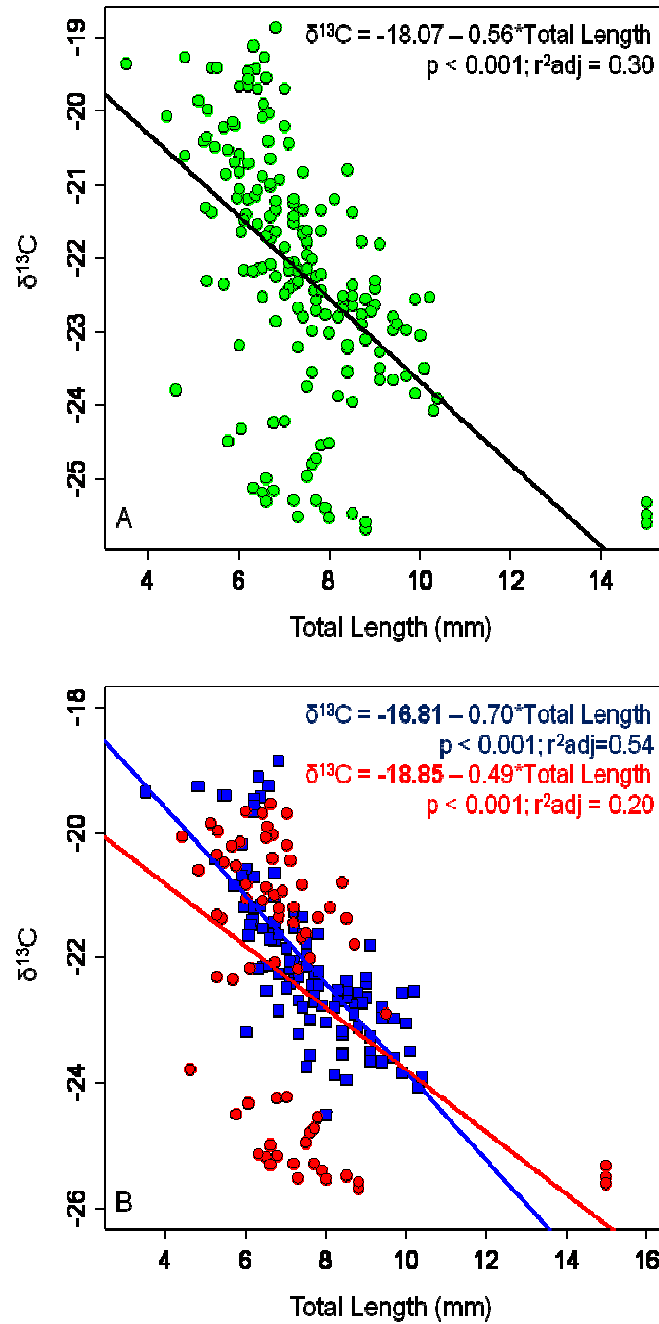 δ¹³C = -18.07 – 0.56*Total Length
p < 0.001; r²adj = 0.30
-19
-20
-21
-22
-23
-24
-25
δ¹³C
A
4 6 8 10 12 14
Total Length (mm)
δ¹³C = -16.81 – 0.70*Total Length
p < 0.001; r²adj=0.54
δ¹³C = -18.85 – 0.49*Total Length
p < 0.001; r²adj = 0.20
-18
-20
-22
-24
-26
δ¹³C
B
4 6 8 10 12 14 16
Total Length (mm)